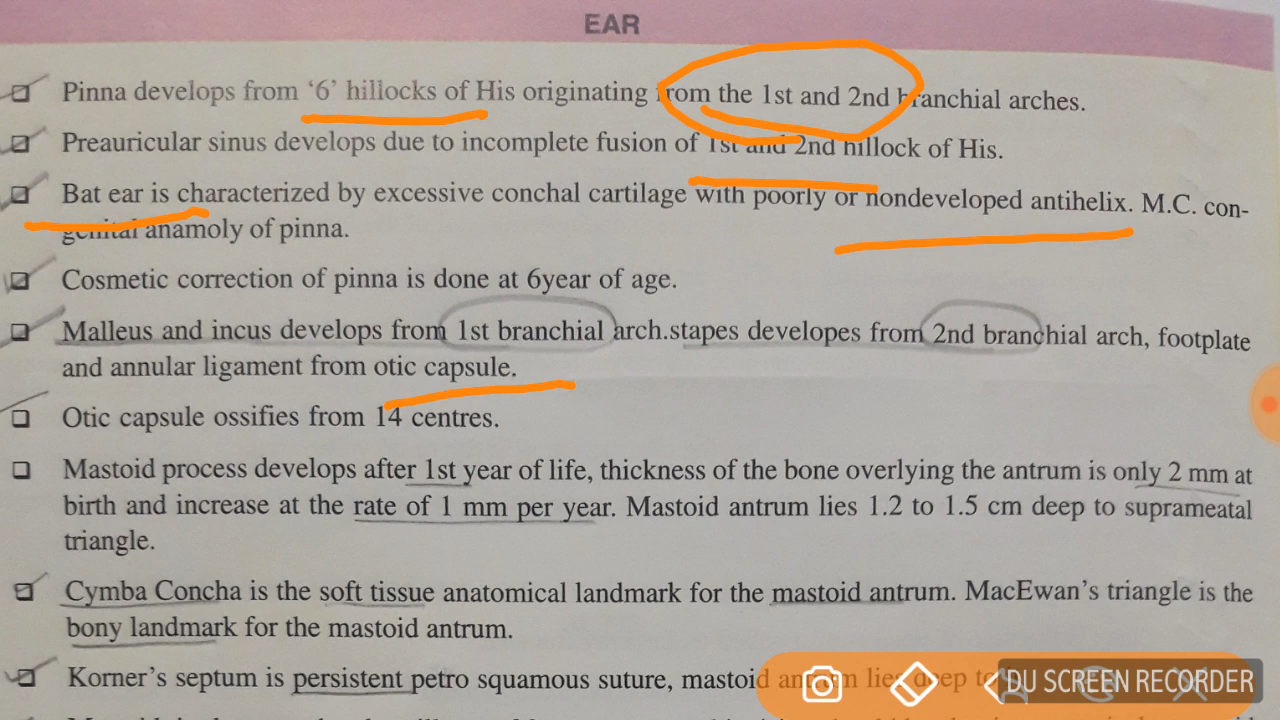 EAR
Pinna develops from ‘6’ hillocks of His originating from the 1st and 2nd branchial arches.
Preauricular sinus develops due to incomplete fusion of 1st and 2nd hillock of His.
Bat ear is characterized by excessive conchal cartilage with poorly or nondeveloped antihelix. M.C. con-
genital anamoly of pinna.
Cosmetic correction of pinna is done at 6year of age.
Malleus and incus develops from 1st branchial arch.stapes developes from 2nd branchial arch, footplate
and annular ligament from otic capsule.
Otic capsule ossifies from 14 centres.
Mastoid process develops after 1st year of life, thickness of the bone overlying the antrum is only 2 mm at
birth and increase at the rate of 1 mm per year. Mastoid antrum lies 1.2 to 1.5 cm deep to suprameatal
triangle.
Cymba Concha is the soft tissue anatomical landmark for the mastoid antrum. MacEwan’s triangle is the
bony landmark for the mastoid antrum.
Korner’s septum is persistent petro squamous suture, mastoid antrum lies deep to
DU SCREEN RECORDER